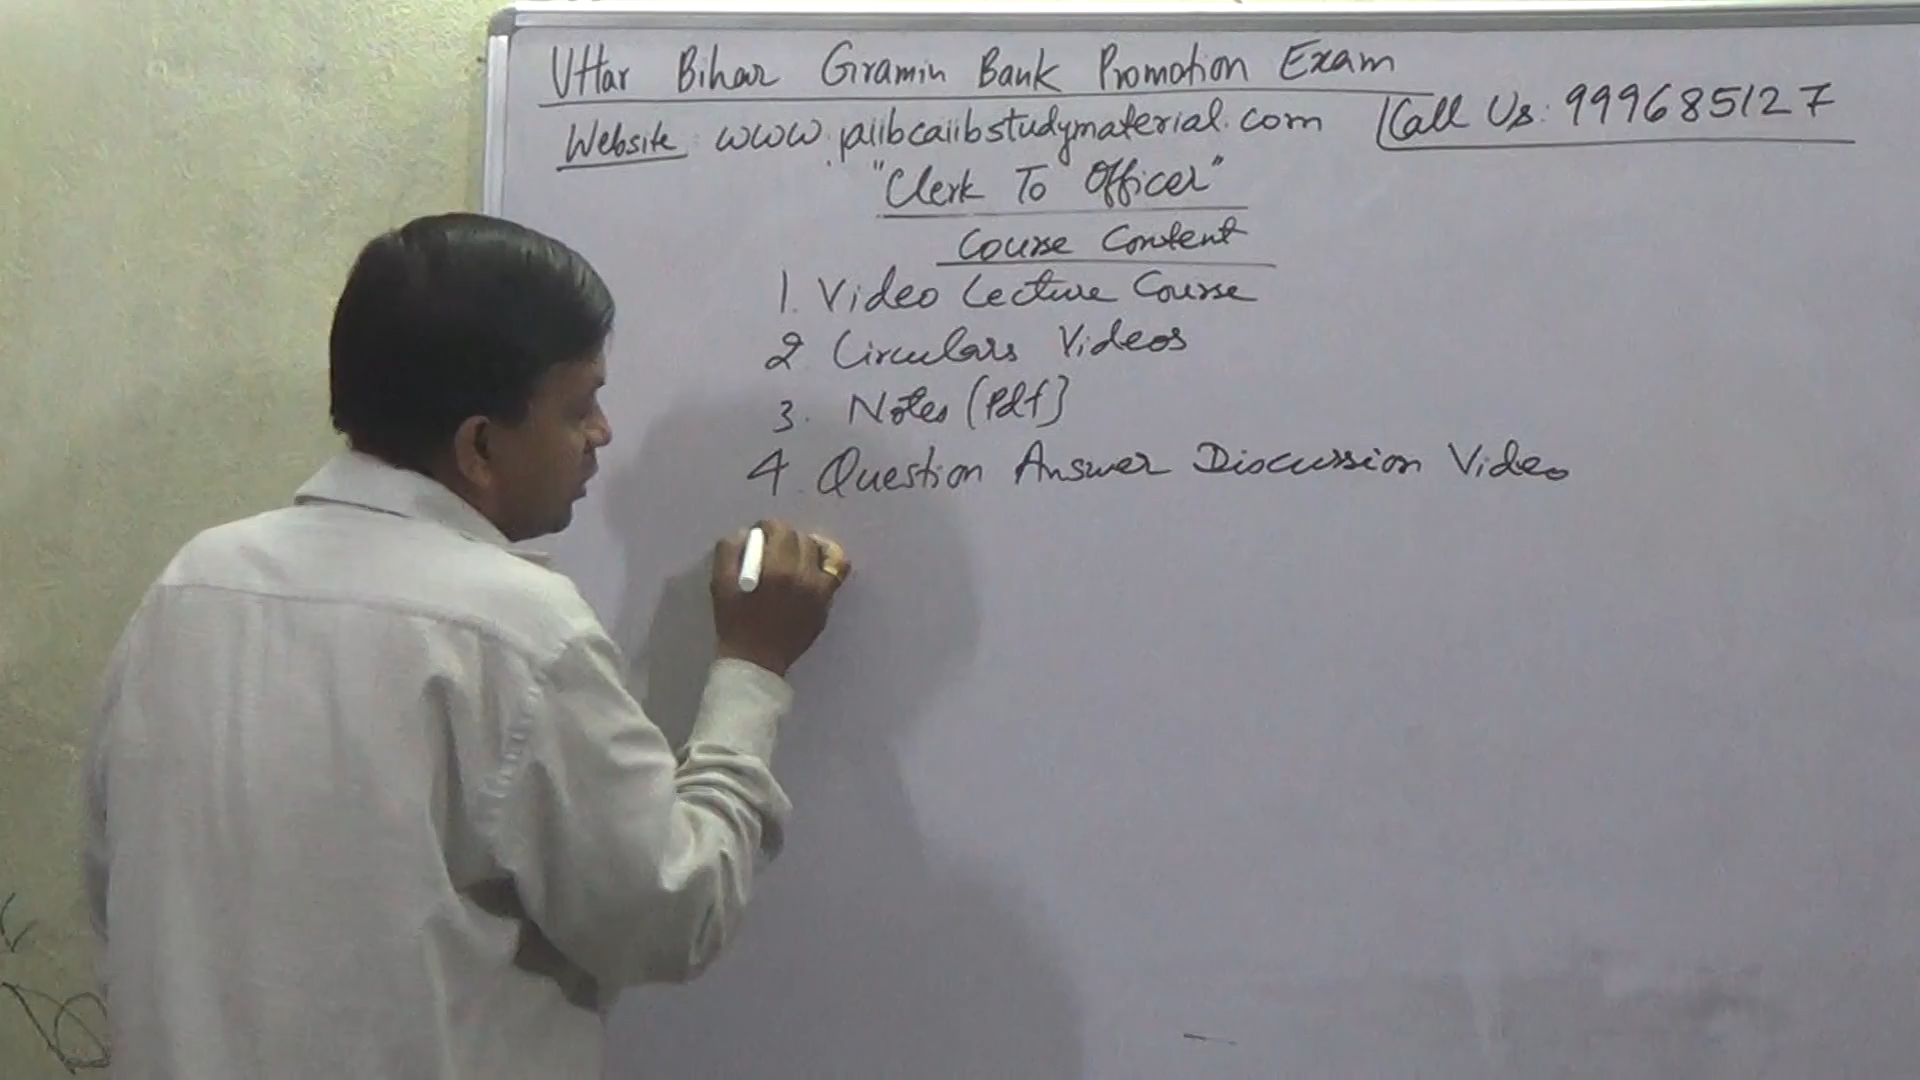 Uttar Bihar Gramin Bank Promotion Exam
Website: www.jaiibcaiibstudymaterial.com Call Us: 999685127
"Clerk To Officer"
Course Content
1. Video Lecture Course
2 Circulars Videos
3. Notes (Pdf)
4. Question Answer Discussion Video